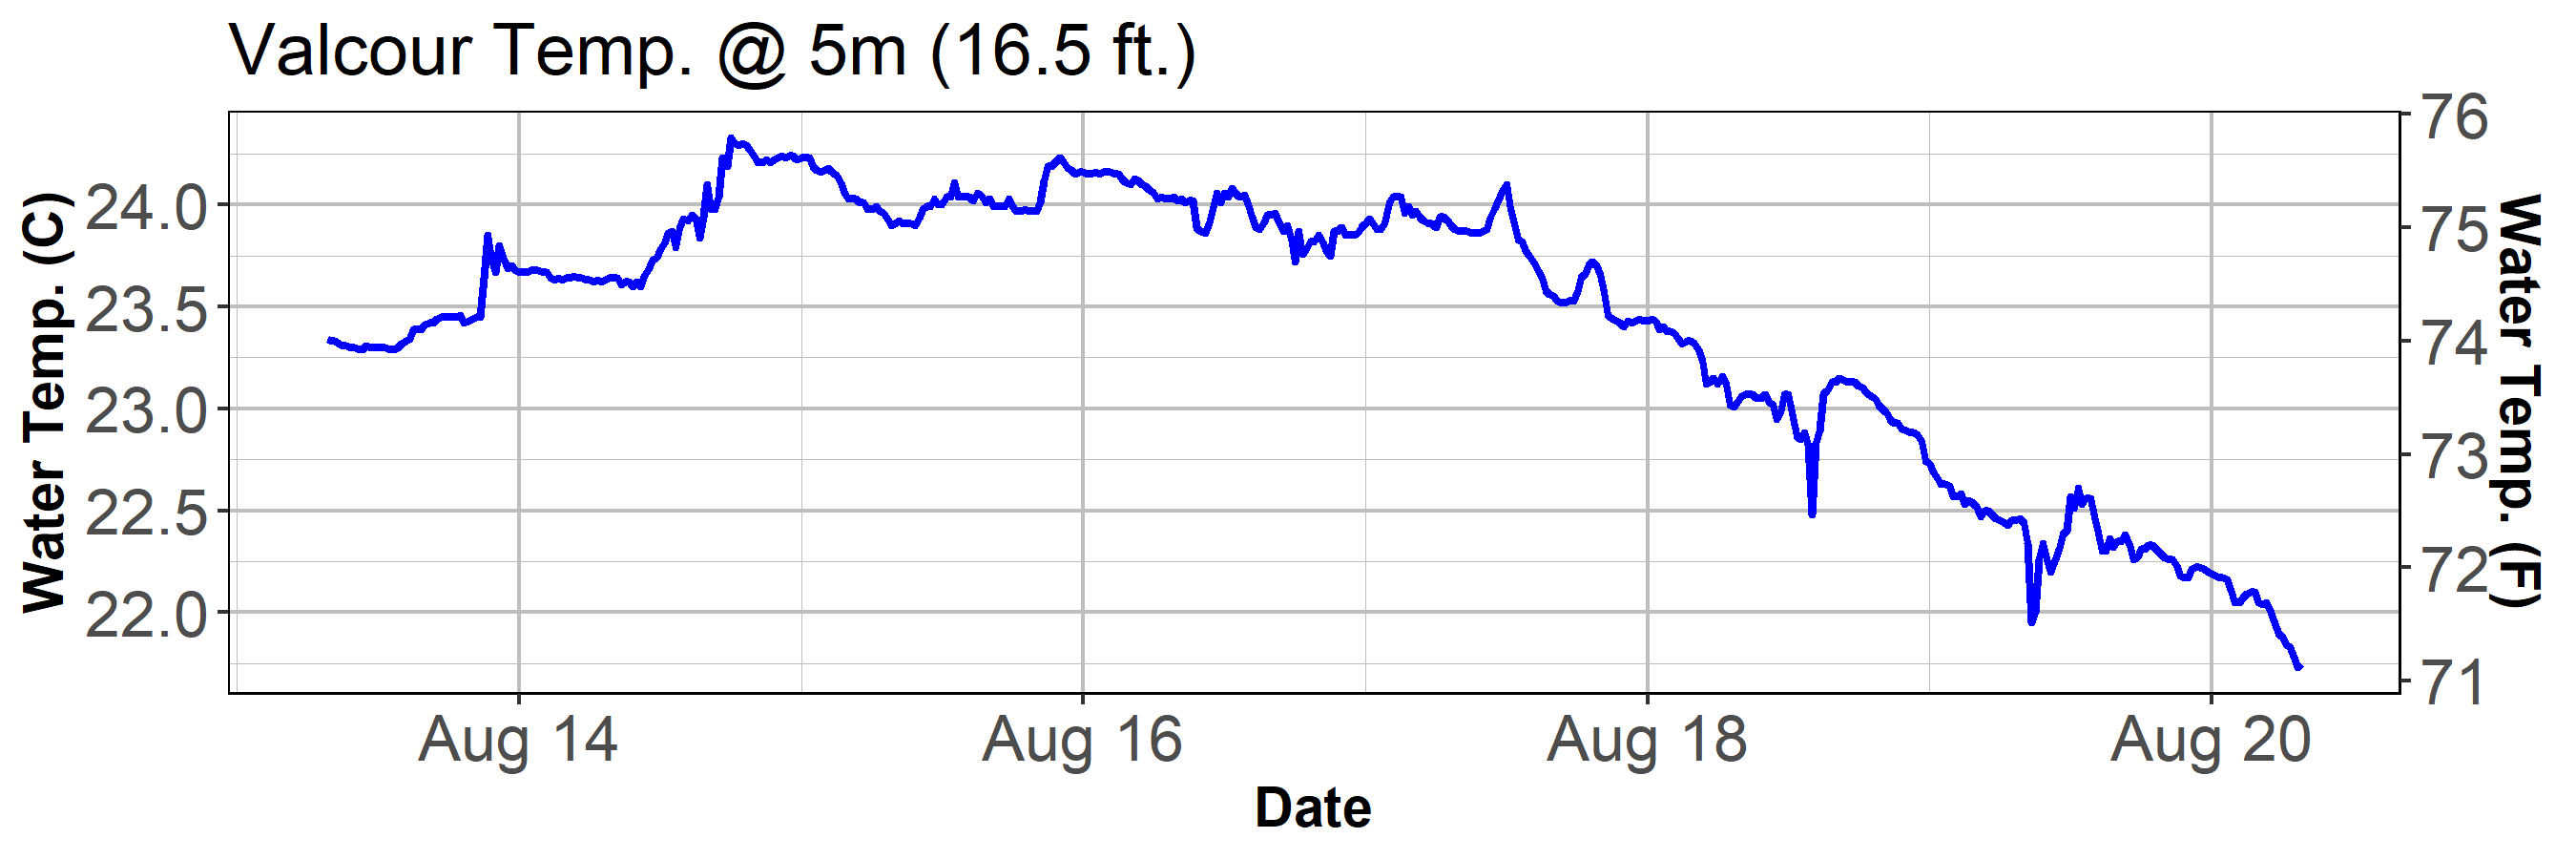 Valcour Temp. @ 5m (16.5 ft.)
Water Temp. (C)
24.0
23.5
23.0
22.5
22.0
76
75
74
73
72
71
Water Temp. (F)
Aug 14 Aug 16 Aug 18 Aug 20
Date